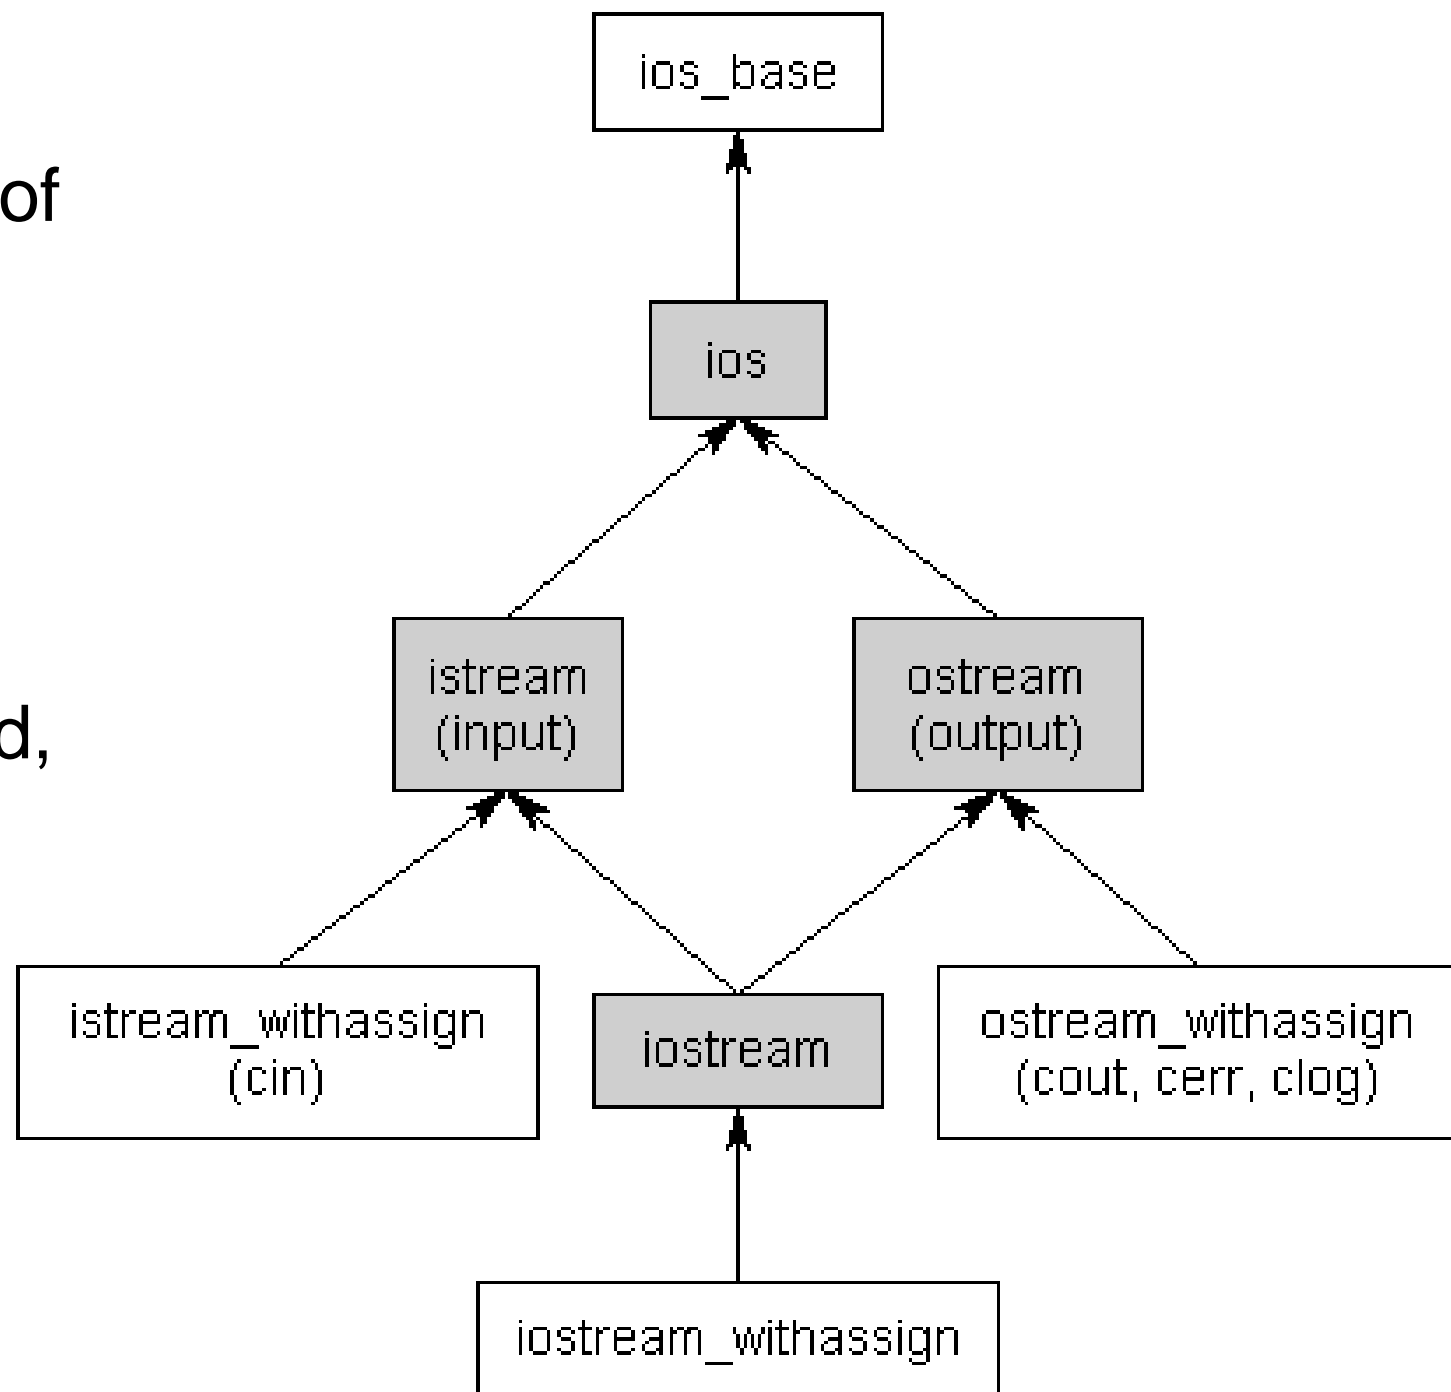 ios_base
of
ios
istream
(input)
ostream
(output)
d,
istream_withassign
(cin)
iostream
ostream_withassign
(cout, cerr, clog)
iostream_withassign